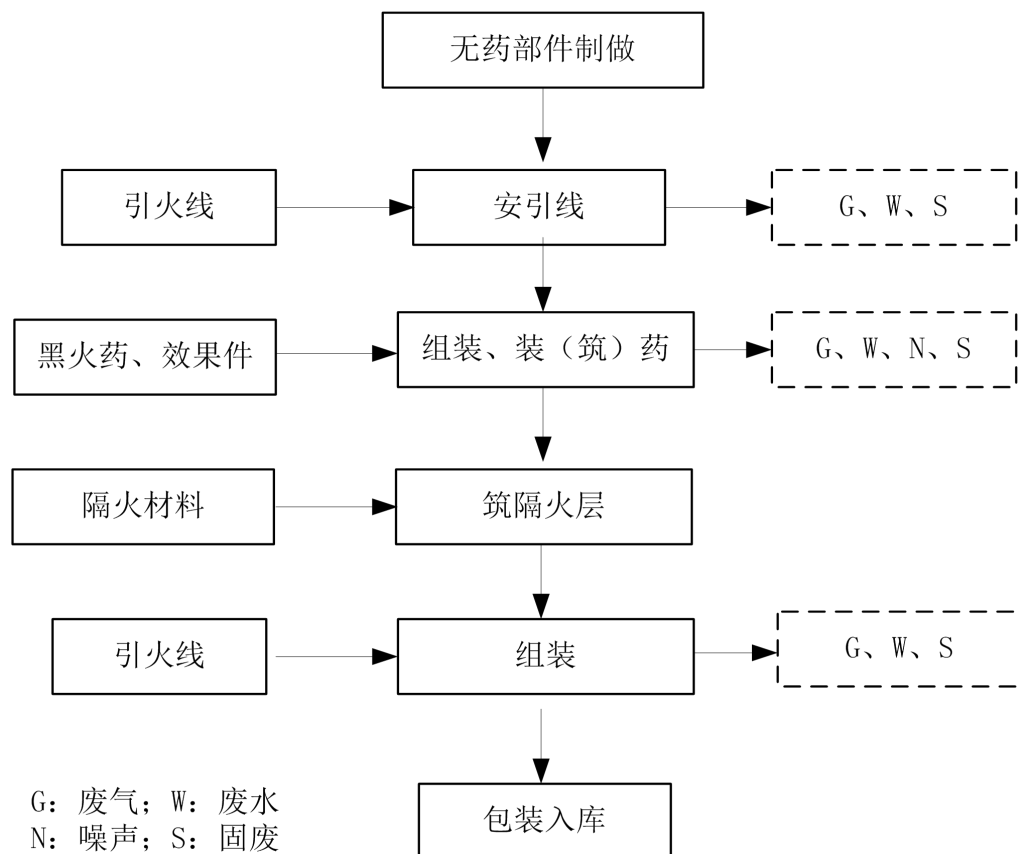 无药部件制做
引火线
安引线
G、W、S
黑火药、效果件
组装、装（筑）药
G、W、N、S
隔火材料
筑隔火层
引火线
组装
G、W、S
包装入库
G：废气；W：废水
N：噪声；S：固废